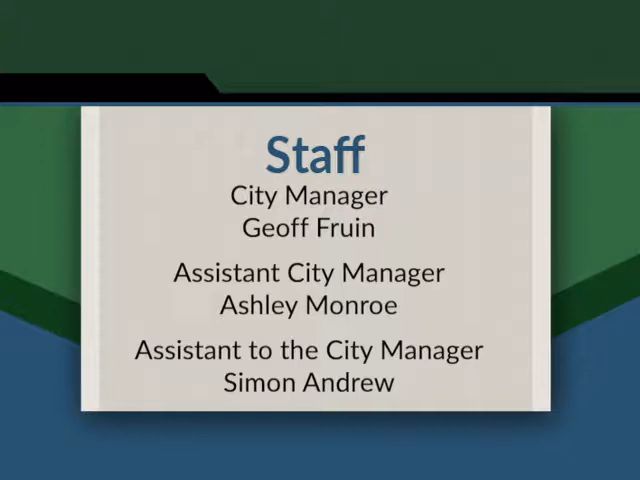 Staff
City Manager
Geoff Fruin
Assistant City Manager
Ashley Monroe
Assistant to the City Manager
Simon Andrew